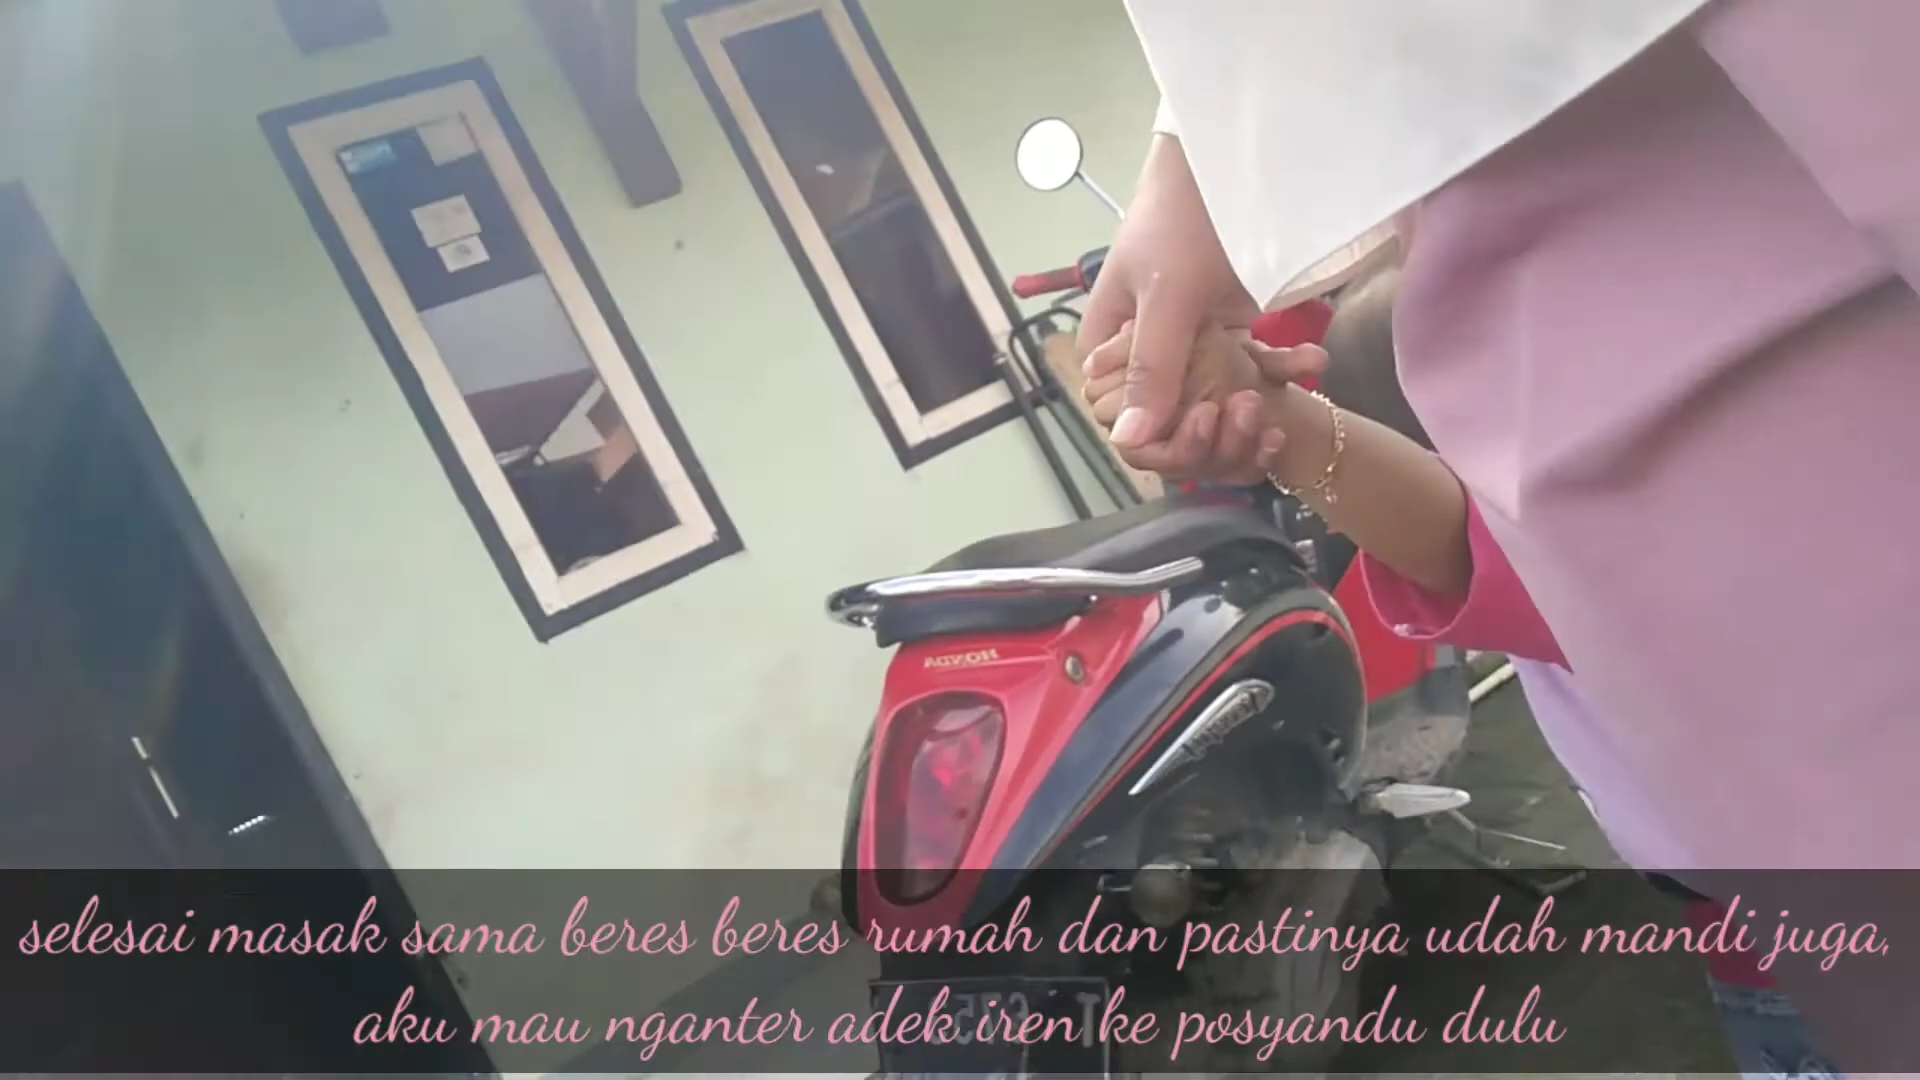 HONDA
selesai masak sama beres beres rumah dan pastinya udah mandi juga,
aku mau nganter adek iren ke posyandu dulu